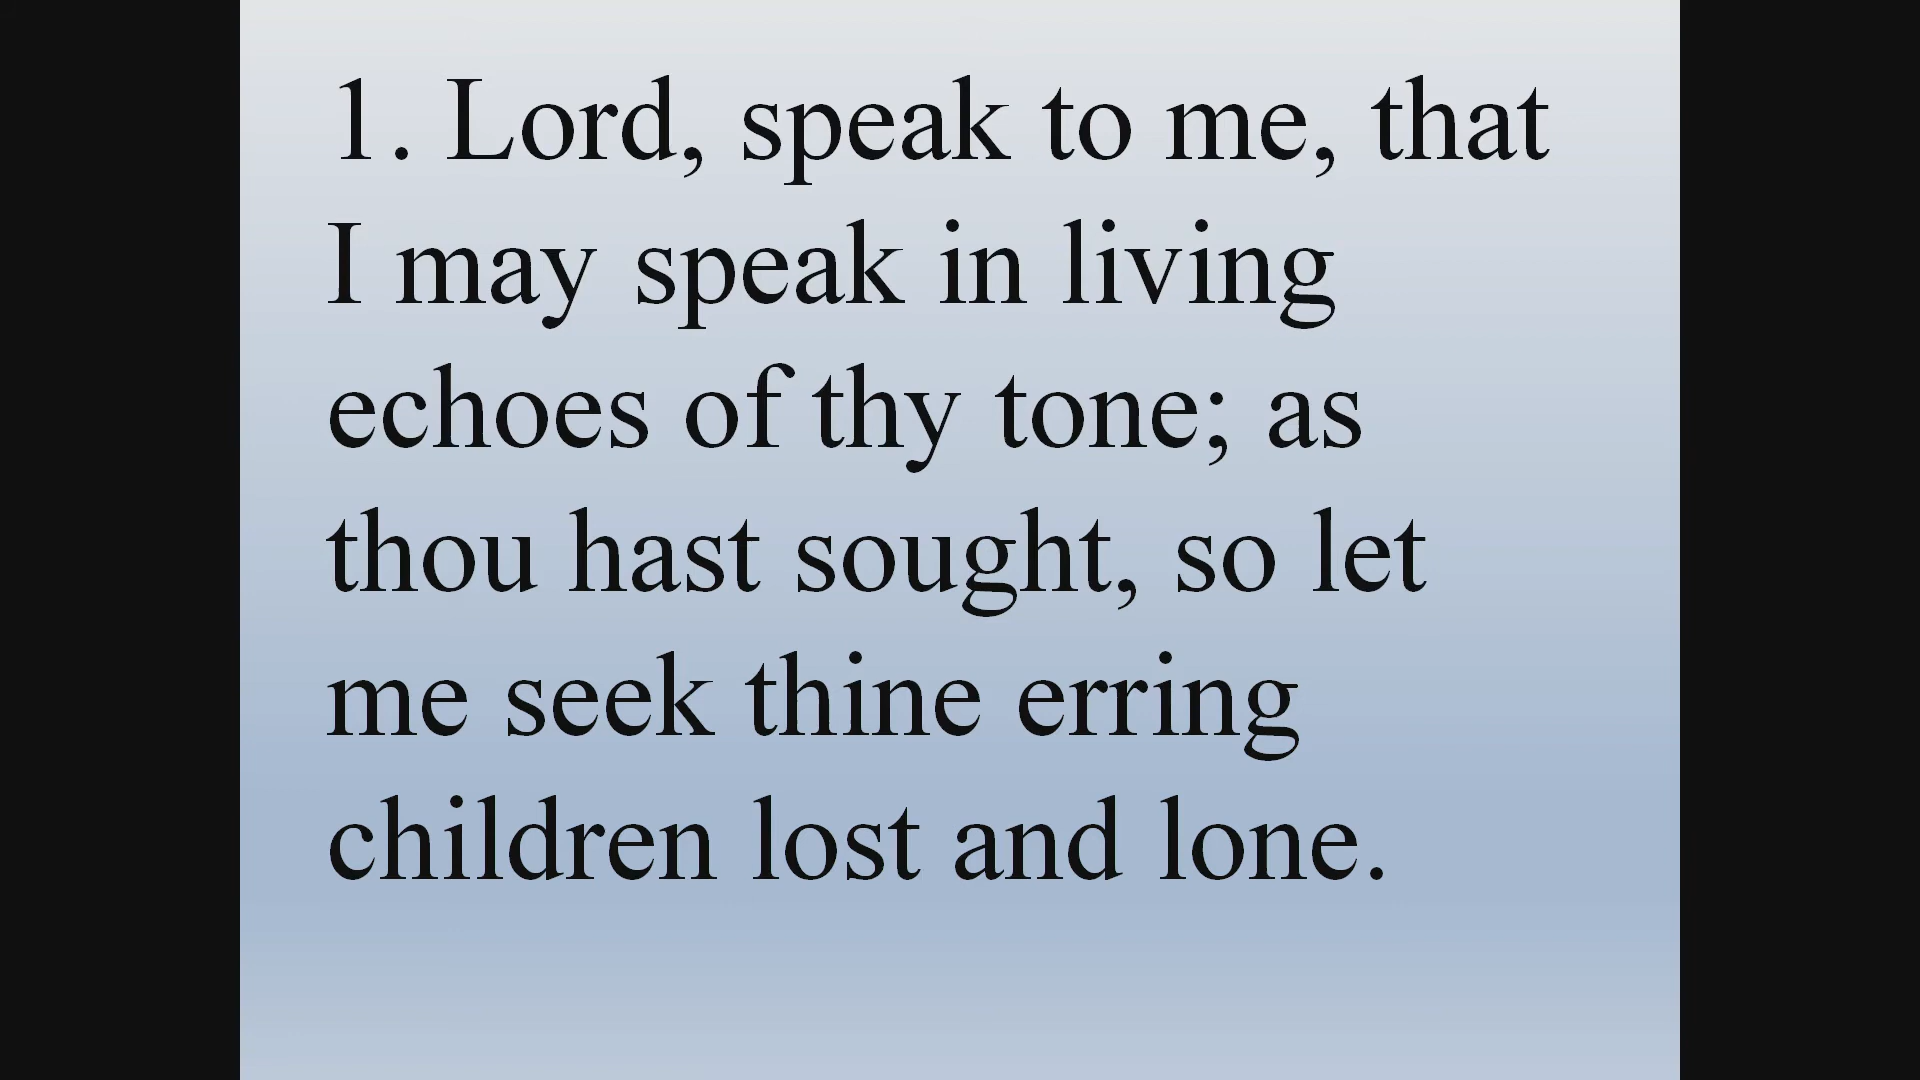 1. Lord, speak to me, that
I may speak in living
echoes of thy tone; as
thou hast sought, so let
me seek thine erring
children lost and lone.